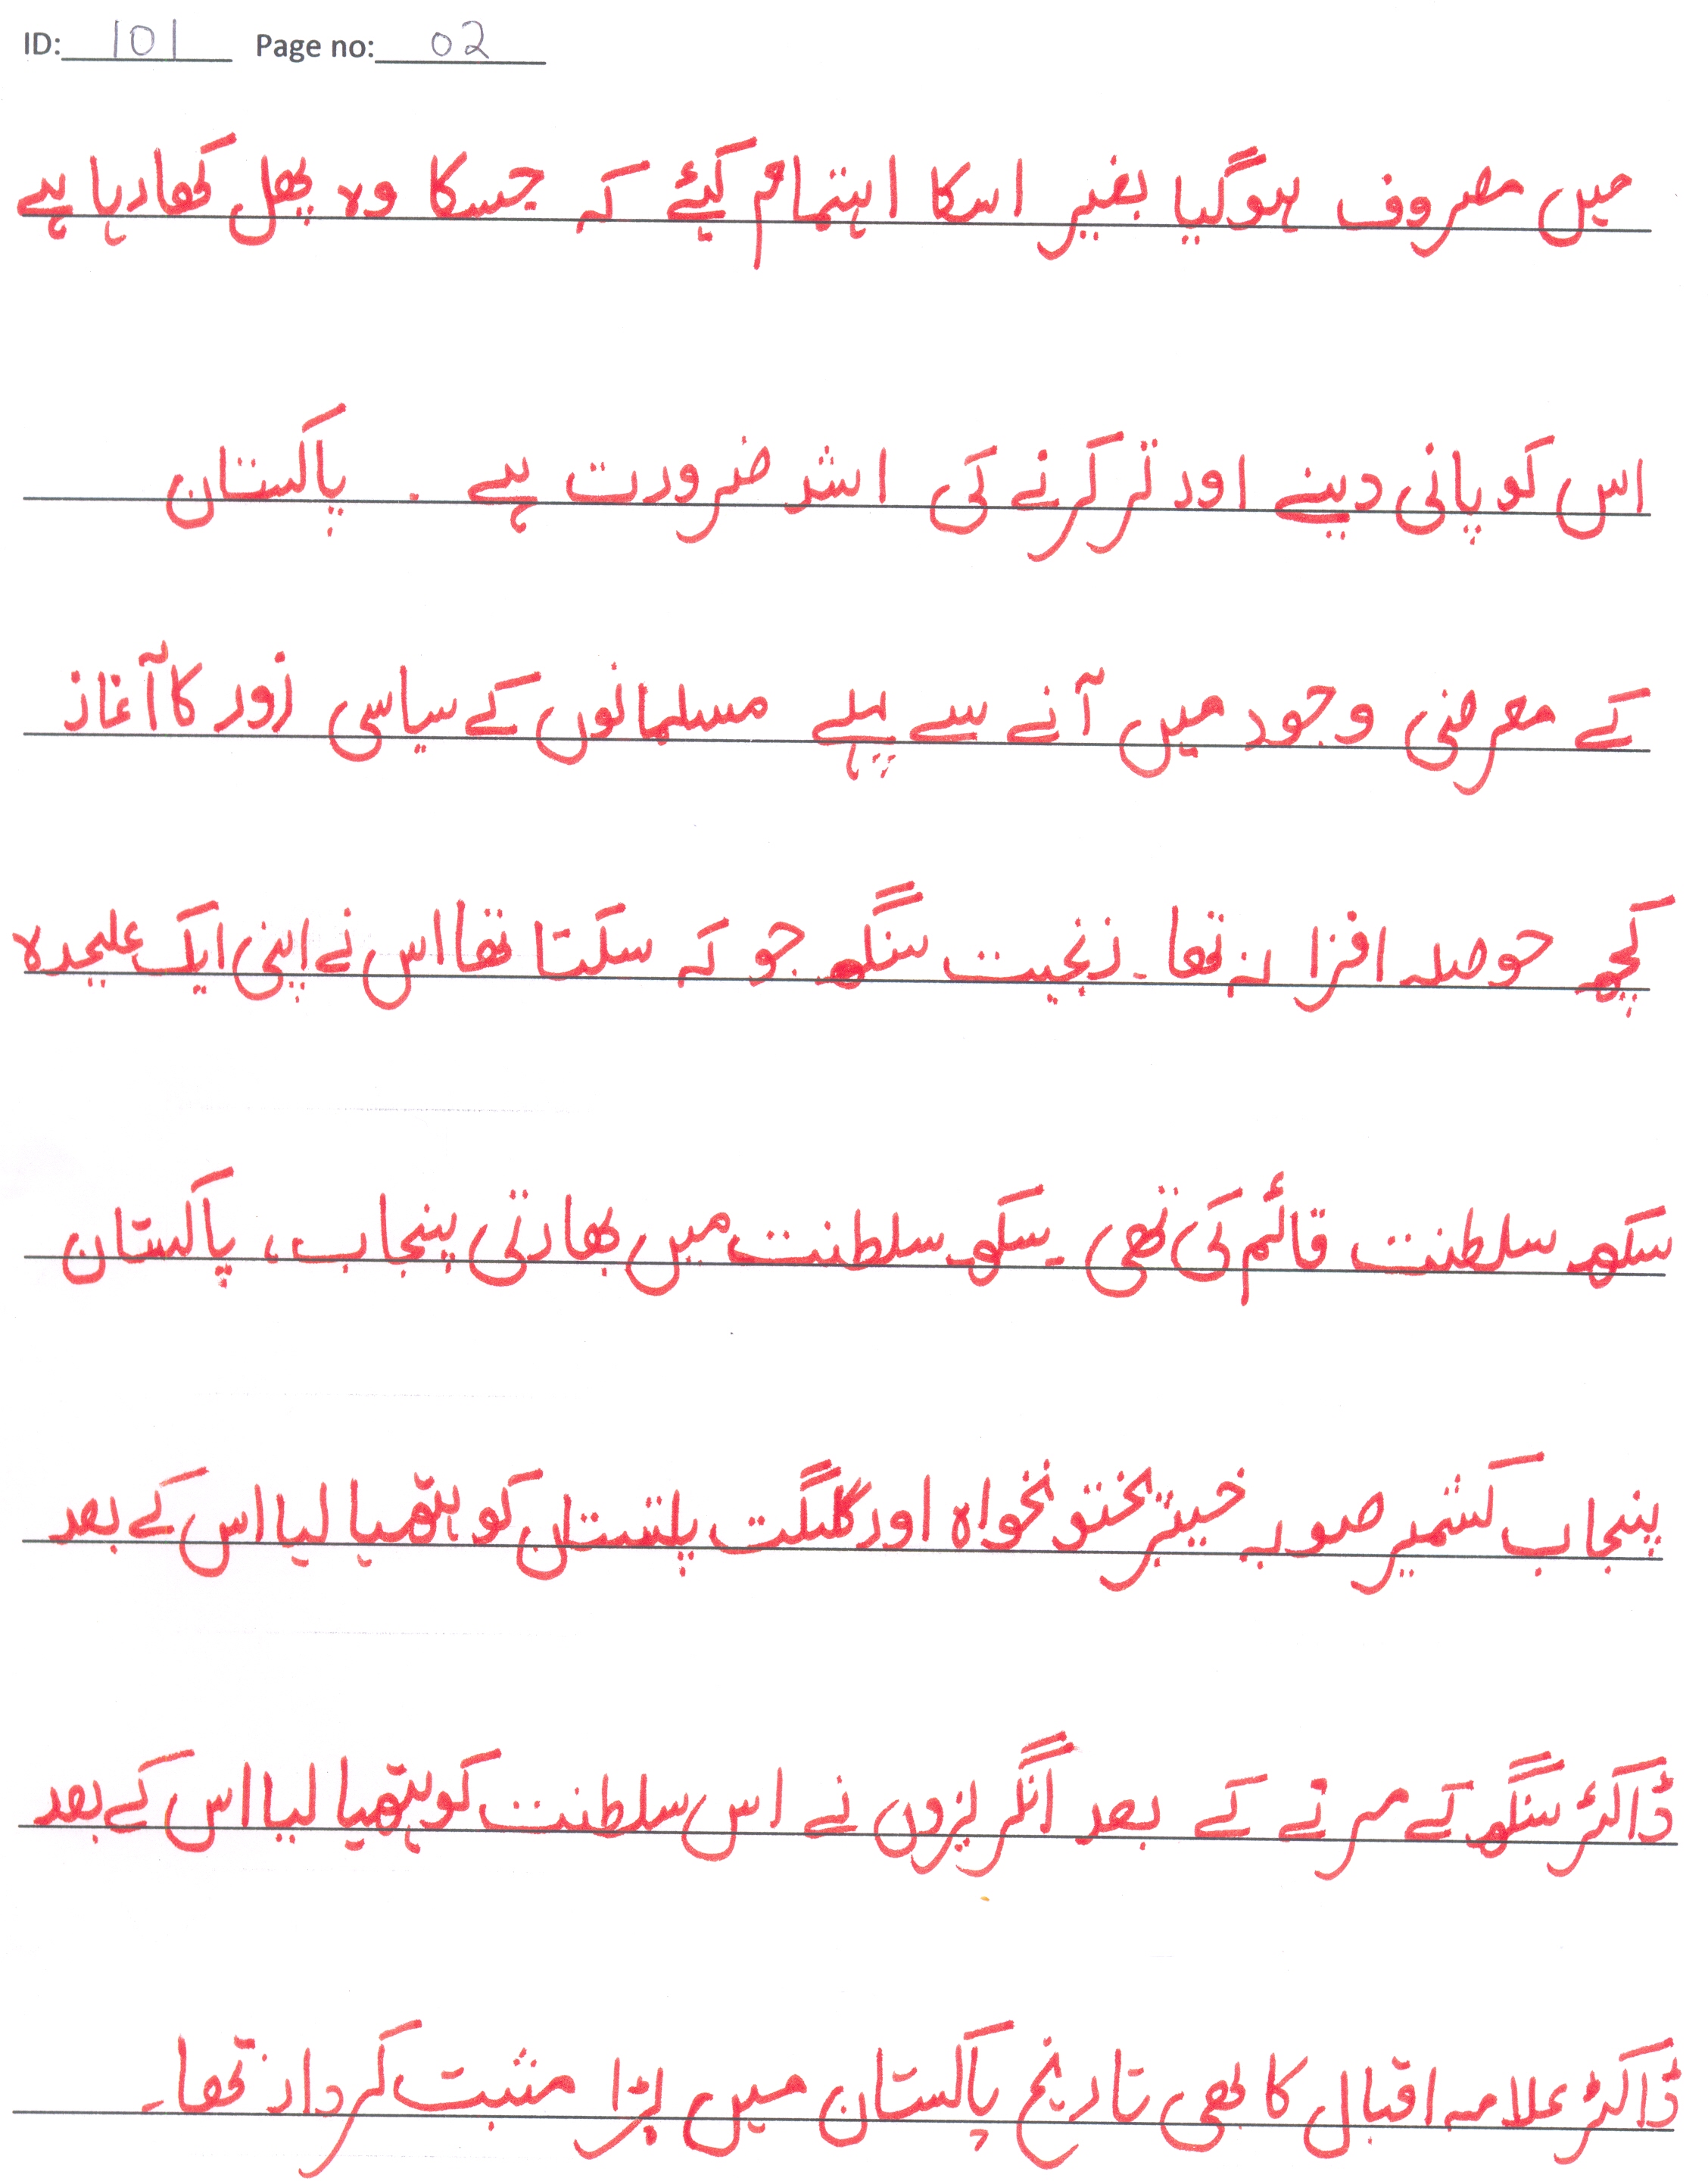 ID: 101 Page no: 02
میں مصروف ہوگیا بغیر اسکا اہتمام کیئے کہ جسکا وہ پھل کھا رہا ہے
اس کو پانی دینے اور تر کرنے کی اشد ضرورت ہے . پاکستان
کے معرضی وجود میں آنے سے پہلے مسلمانوں کے سیاسی زور کا آغاز
کچھ حوصلہ افزا نہ تھا۔ رنجیت سنگھ جو کہ سکتا تھا اس نے اپنی ایک علیحدہ
سکھ سلطنت قائم کی تھی۔ سکھ سلطنت میں بھارتی پنجاب، پاکستان
پنجاب کشمیر صوبہ خیبر پختونخواہ اور گلگت بلتستان کو ہتھیا لیا اس کے بعد
ڈاکٹر سنگھ کے مرنے کے بعد انگریزوں نے اس سلطنت کو ہتھیا لیا اس کے بعد
ڈاکٹر علامہ اقبال کا بھی تاریخ پاکستان میں بڑا مثبت کردار تھا۔